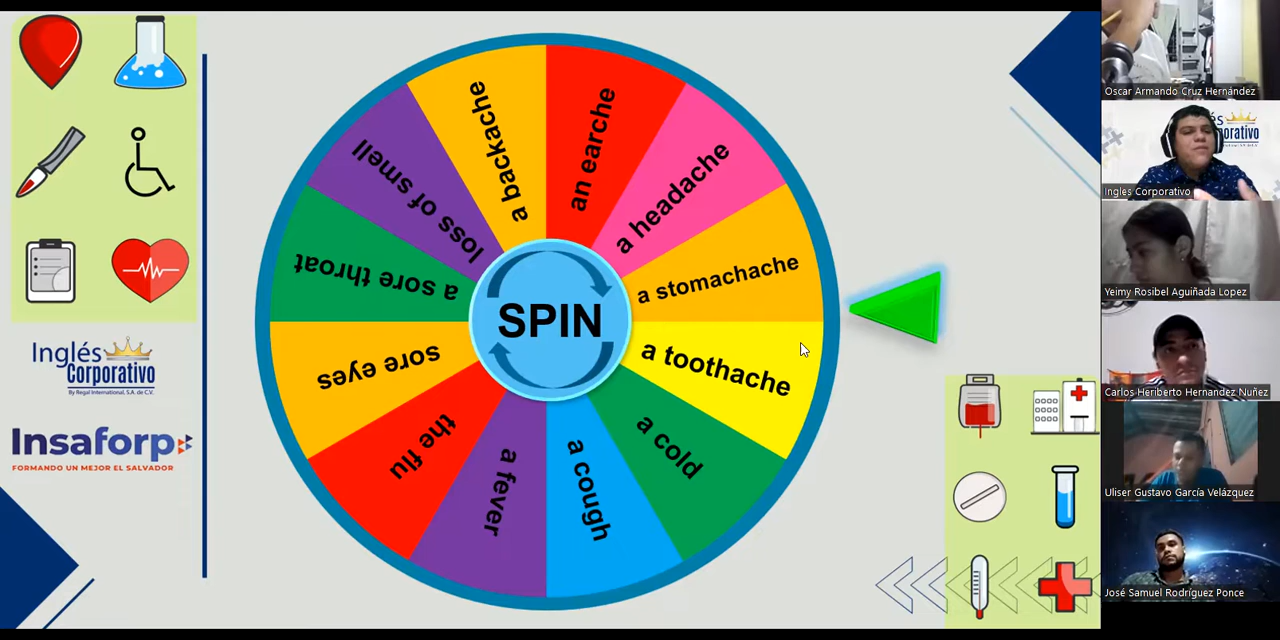 a backache
an earche
a headache
a stomachache
a toothache
a cold
a cough
a fever
the flu
sore eyes
a sore throat
loss of smell
SPIN
Inglés
Corporativo
By Regal International, S.A. de C.V.
Insaforp
FORMANDO UN MEJOR EL SALVADOR
Oscar Armando Cruz Hernández
Ingles Corporativo
Yeimy Rosibel Aguiñada Lopez
Carlos Heriberto Hernandez Nuñez
Uliser Gustavo García Velázquez
José Samuel Rodríguez Ponce